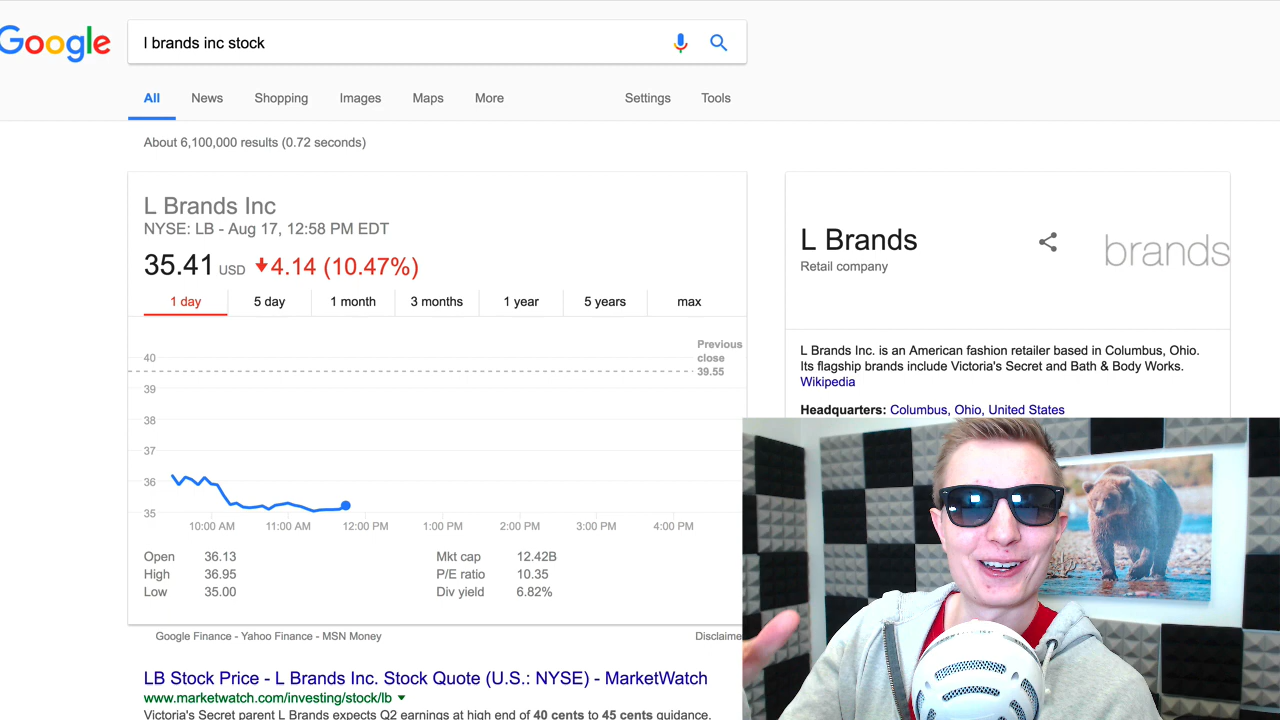 Google
l brands inc stock
All News Shopping Images Maps More Settings Tools
About 6,100,000 results (0.72 seconds)
L Brands Inc
NYSE: LB - Aug 17, 12:58 PM EDT
35.41 USD 4.14 (10.47%)
1 day 5 day 1 month 3 months 1 year 5 years max
Previous
close
39.55
40
39
38
37
36
35
10:00 AM 11:00 AM 12:00 PM 1:00 PM 2:00 PM 3:00 PM 4:00 PM
Open 36.13 Mkt cap 12.42B
High 36.95 P/E ratio 10.35
Low 35.00 Div yield 6.82%
Google Finance - Yahoo Finance - MSN Money Disclaime
LB Stock Price - L Brands Inc. Stock Quote (U.S.: NYSE) - MarketWatch
www.marketwatch.com/investing/stock/lb
Victoria's Secret parent L Brands expects Q2 earnings at high end of 40 cents to 45 cents guidance.
L Brands
Retail company
brands
L Brands Inc. is an American fashion retailer based in Columbus, Ohio.
Its flagship brands include Victoria's Secret and Bath & Body Works.
Wikipedia
Headquarters: Columbus, Ohio, United States